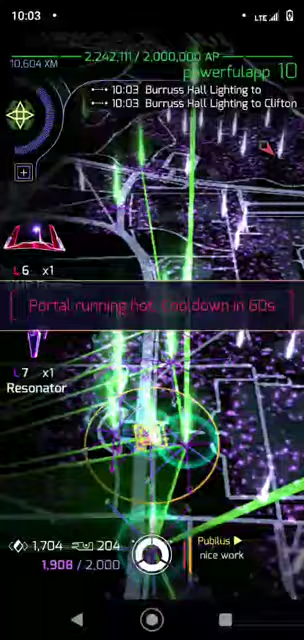 10:03
LTE
2,242,111 / 2,000,000 AP
10,604 XM
powerfulapp 10
10:03 Burruss Hall Lighting to
10:03 Burruss Hall Lighting to Clifton
L6 x1
Portal running hot. down in 60s
L7 x1
Resonator
1,704 204
1,908 / 2,000
Pubilus
nice work